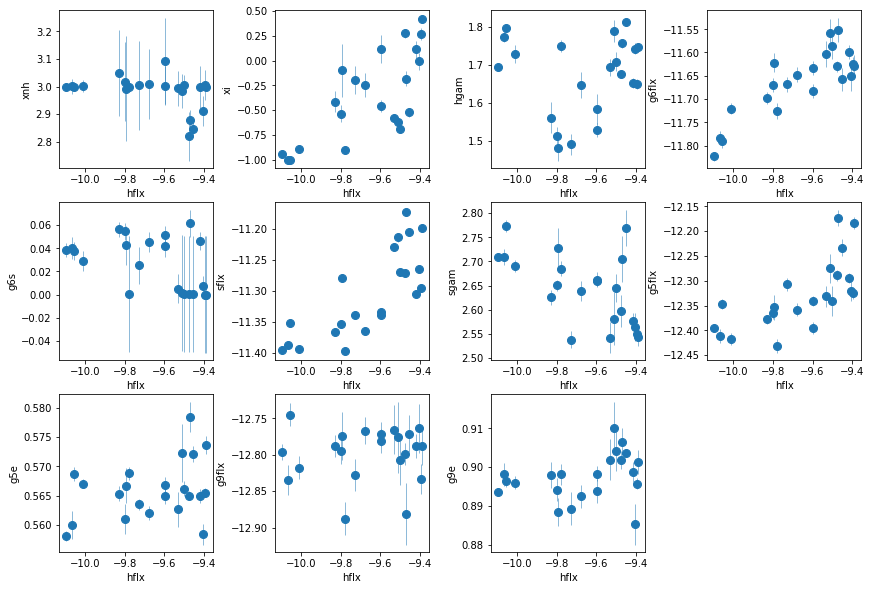 3.2
3.1
3.0
2.9
2.8
xnh
−10.0 −9.8 −9.6 −9.4
hflx
0.50
0.25
0.00
−0.25
−0.50
−0.75
−1.00
xi
−10.0 −9.8 −9.6 −9.4
hflx
1.8
1.7
1.6
1.5
hgam
−10.0 −9.8 −9.6 −9.4
hflx
−11.55
−11.60
−11.65
−11.70
−11.75
−11.80
g6flx
−10.0 −9.8 −9.6 −9.4
hflx
0.06
0.04
0.02
0.00
−0.02
−0.04
g6s
−10.0 −9.8 −9.6 −9.4
hflx
−11.20
−11.25
−11.30
−11.35
−11.40
sflx
−10.0 −9.8 −9.6 −9.4
hflx
2.80
2.75
2.70
2.65
2.60
2.55
2.50
sgam
−10.0 −9.8 −9.6 −9.4
hflx
−12.15
−12.20
−12.25
−12.30
−12.35
−12.40
−12.45
g5flx
−10.0 −9.8 −9.6 −9.4
hflx
0.580
0.575
0.570
0.565
0.560
g5e
−10.0 −9.8 −9.6 −9.4
hflx
−12.75
−12.80
−12.85
−12.90
g9flx
−10.0 −9.8 −9.6 −9.4
hflx
0.91
0.90
0.89
0.88
g9e
−10.0 −9.8 −9.6 −9.4
hflx